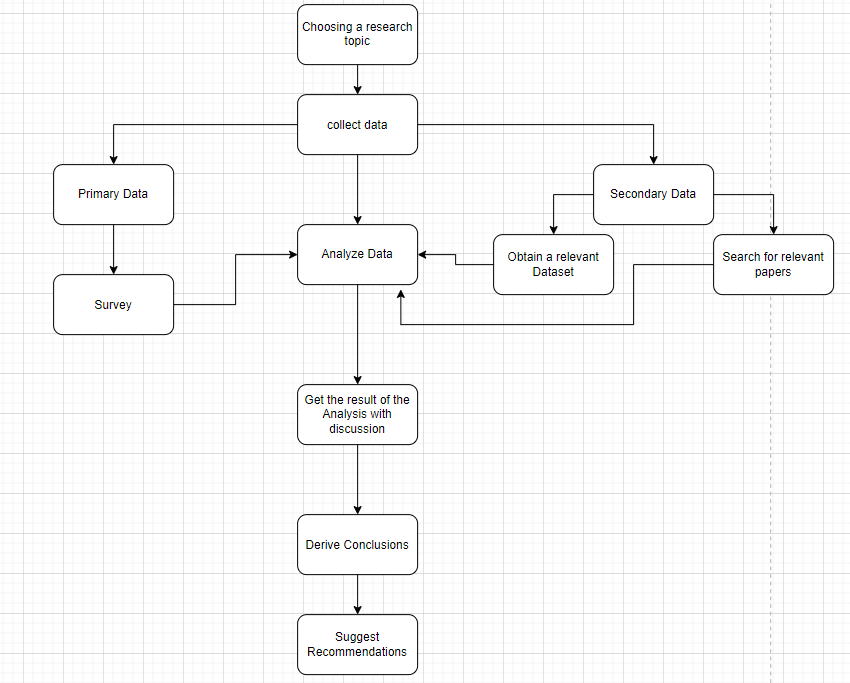 Choosing a research
topic
collect data
Primary Data
Secondary Data
Analyze Data
Obtain a relevant
Dataset
Search for relevant
papers
Survey
Get the result of the
Analysis with
discussion
Derive Conclusions
Suggest
Recommendations